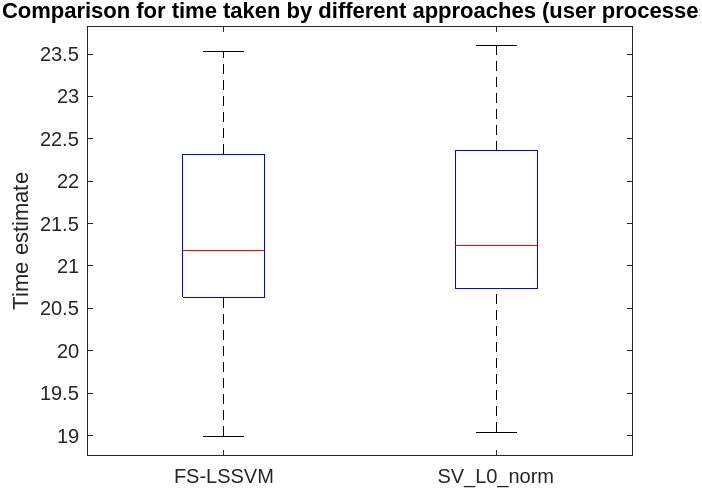 Comparison for time taken by different approaches (user processe
23.5
23
22.5
22
21.5
21
20.5
20
19.5
19
Time estimate
FS-LSSVM
SV_L0_norm